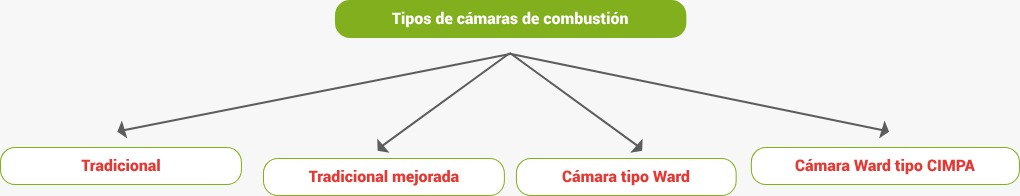 Tipos de cámaras de combustión
Tradicional
Tradicional mejorada
Cámara tipo Ward
Cámara Ward tipo CIMPA